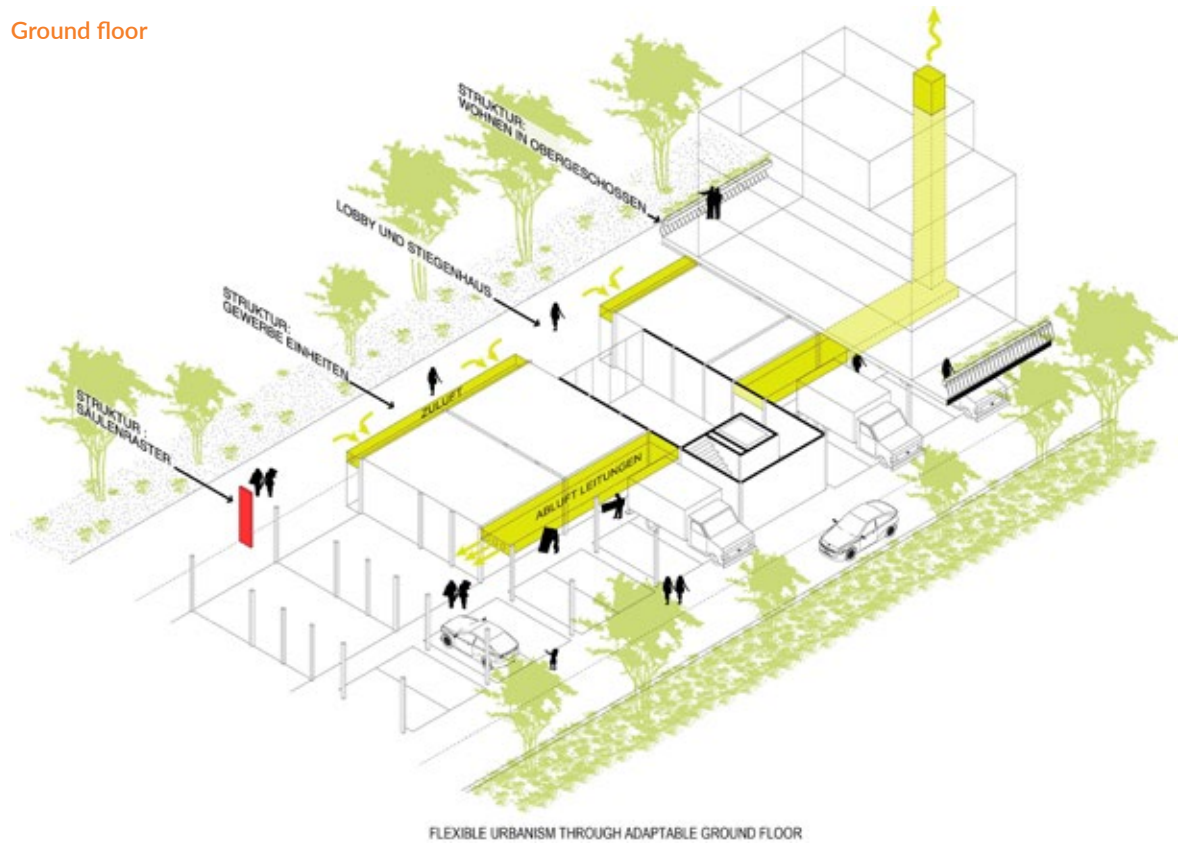 Ground floor
STRUKTUR:
WOHNEN IN OBERGESCHOSSEN
LOBBY UND STIEGENHAUS
STRUKTUR:
GEWERBE EINHEITEN
ZULUFT
STRUKTUR :
SÄULENRASTER
ABLUFT LEITUNGEN
FLEXIBLE URBANISM THROUGH ADAPTABLE GROUND FLOOR